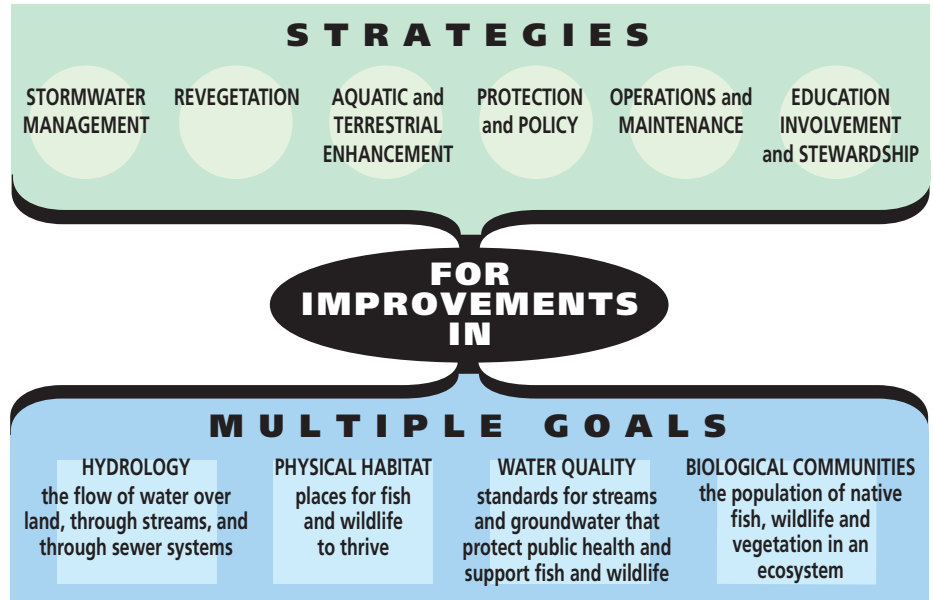 STRATEGIES
STORMWATER
MANAGEMENT
REVEGETATION
AQUATIC and
TERRESTRIAL
ENHANCEMENT
PROTECTION
and POLICY
OPERATIONS and
MAINTENANCE
EDUCATION
INVOLVEMENT
and STEWARDSHIP
FOR
IMPROVEMENTS
IN
MULTIPLE GOALS
HYDROLOGY
the flow of water over
land, through streams, and
through sewer systems
PHYSICAL HABITAT
places for fish
and wildlife
to thrive
WATER QUALITY
standards for streams
and groundwater that
protect public health and
support fish and wildlife
BIOLOGICAL COMMUNITIES
the population of native
fish, wildlife and
vegetation in an
ecosystem